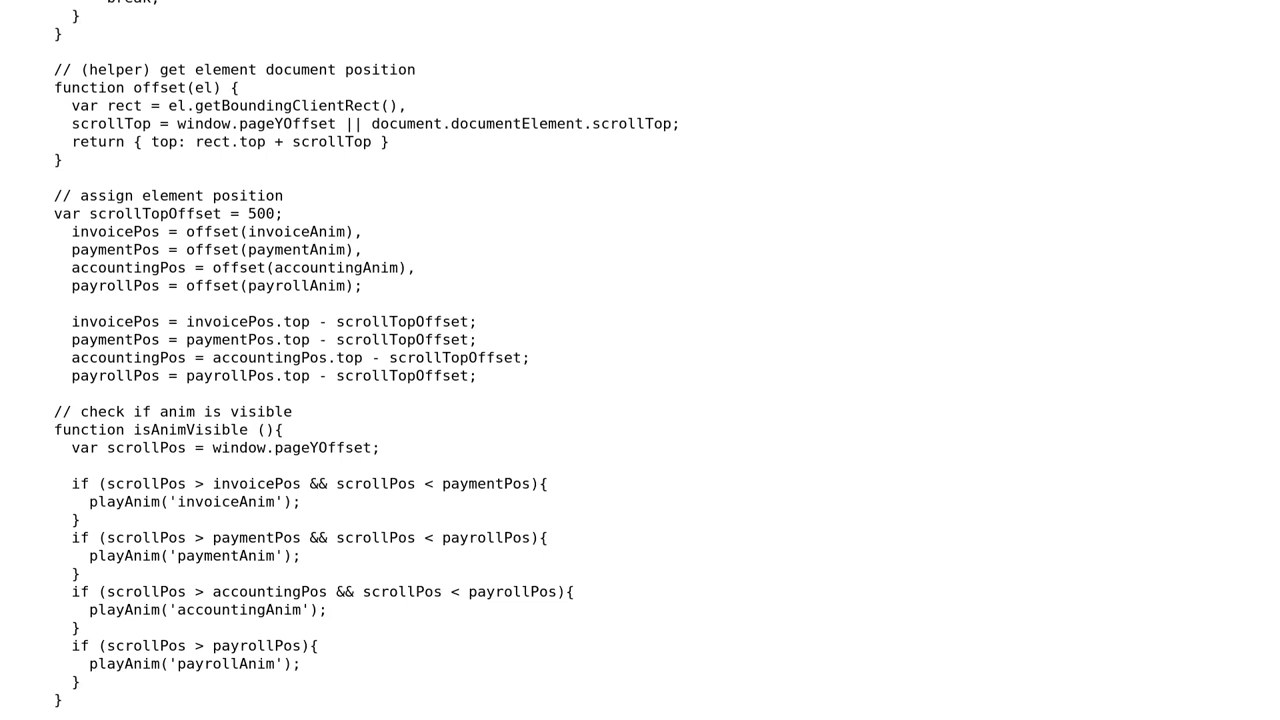 break;
      }
    }

    // (helper) get element document position
    function offset(el) {
      var rect = el.getBoundingClientRect(),
      scrollTop = window.pageYOffset || document.documentElement.scrollTop;
      return { top: rect.top + scrollTop }
    }

    // assign element position
    var scrollTopOffset = 500;
      invoicePos = offset(invoiceAnim),
      paymentPos = offset(paymentAnim),
      accountingPos = offset(accountingAnim),
      payrollPos = offset(payrollAnim);

      invoicePos = invoicePos.top - scrollTopOffset;
      paymentPos = paymentPos.top - scrollTopOffset;
      accountingPos = accountingPos.top - scrollTopOffset;
      payrollPos = payrollPos.top - scrollTopOffset;

    // check if anim is visible
    function isAnimVisible (){
      var scrollPos = window.pageYOffset;

      if (scrollPos > invoicePos && scrollPos < paymentPos){
        playAnim('invoiceAnim');
      }
      if (scrollPos > paymentPos && scrollPos < payrollPos){
        playAnim('paymentAnim');
      }
      if (scrollPos > accountingPos && scrollPos < payrollPos){
        playAnim('accountingAnim');
      }
      if (scrollPos > payrollPos){
        playAnim('payrollAnim');
      }
    }